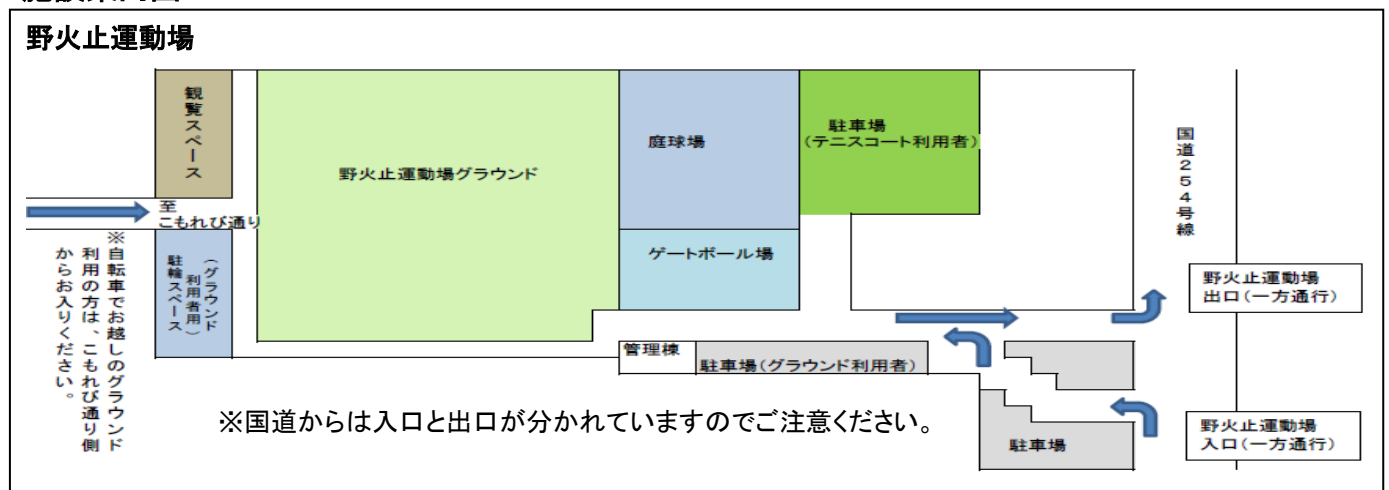 野火止運動場
観覧スペース
野火止運動場グラウンド
庭球場
駐車場
(テニスコート利用者)
国道254号線
至
こもれび通り
※自転車でお越しのグラウンド
利用の方は、こもれび通り側
からお入りください。
(グラウンド
利用者用)
駐輪スペース
ゲートボール場
野火止運動場
出口(一方通行)
管理棟
駐車場(グラウンド利用者)
※国道からは入口と出口が分かれていますのでご注意ください。
駐車場
野火止運動場
入口(一方通行)